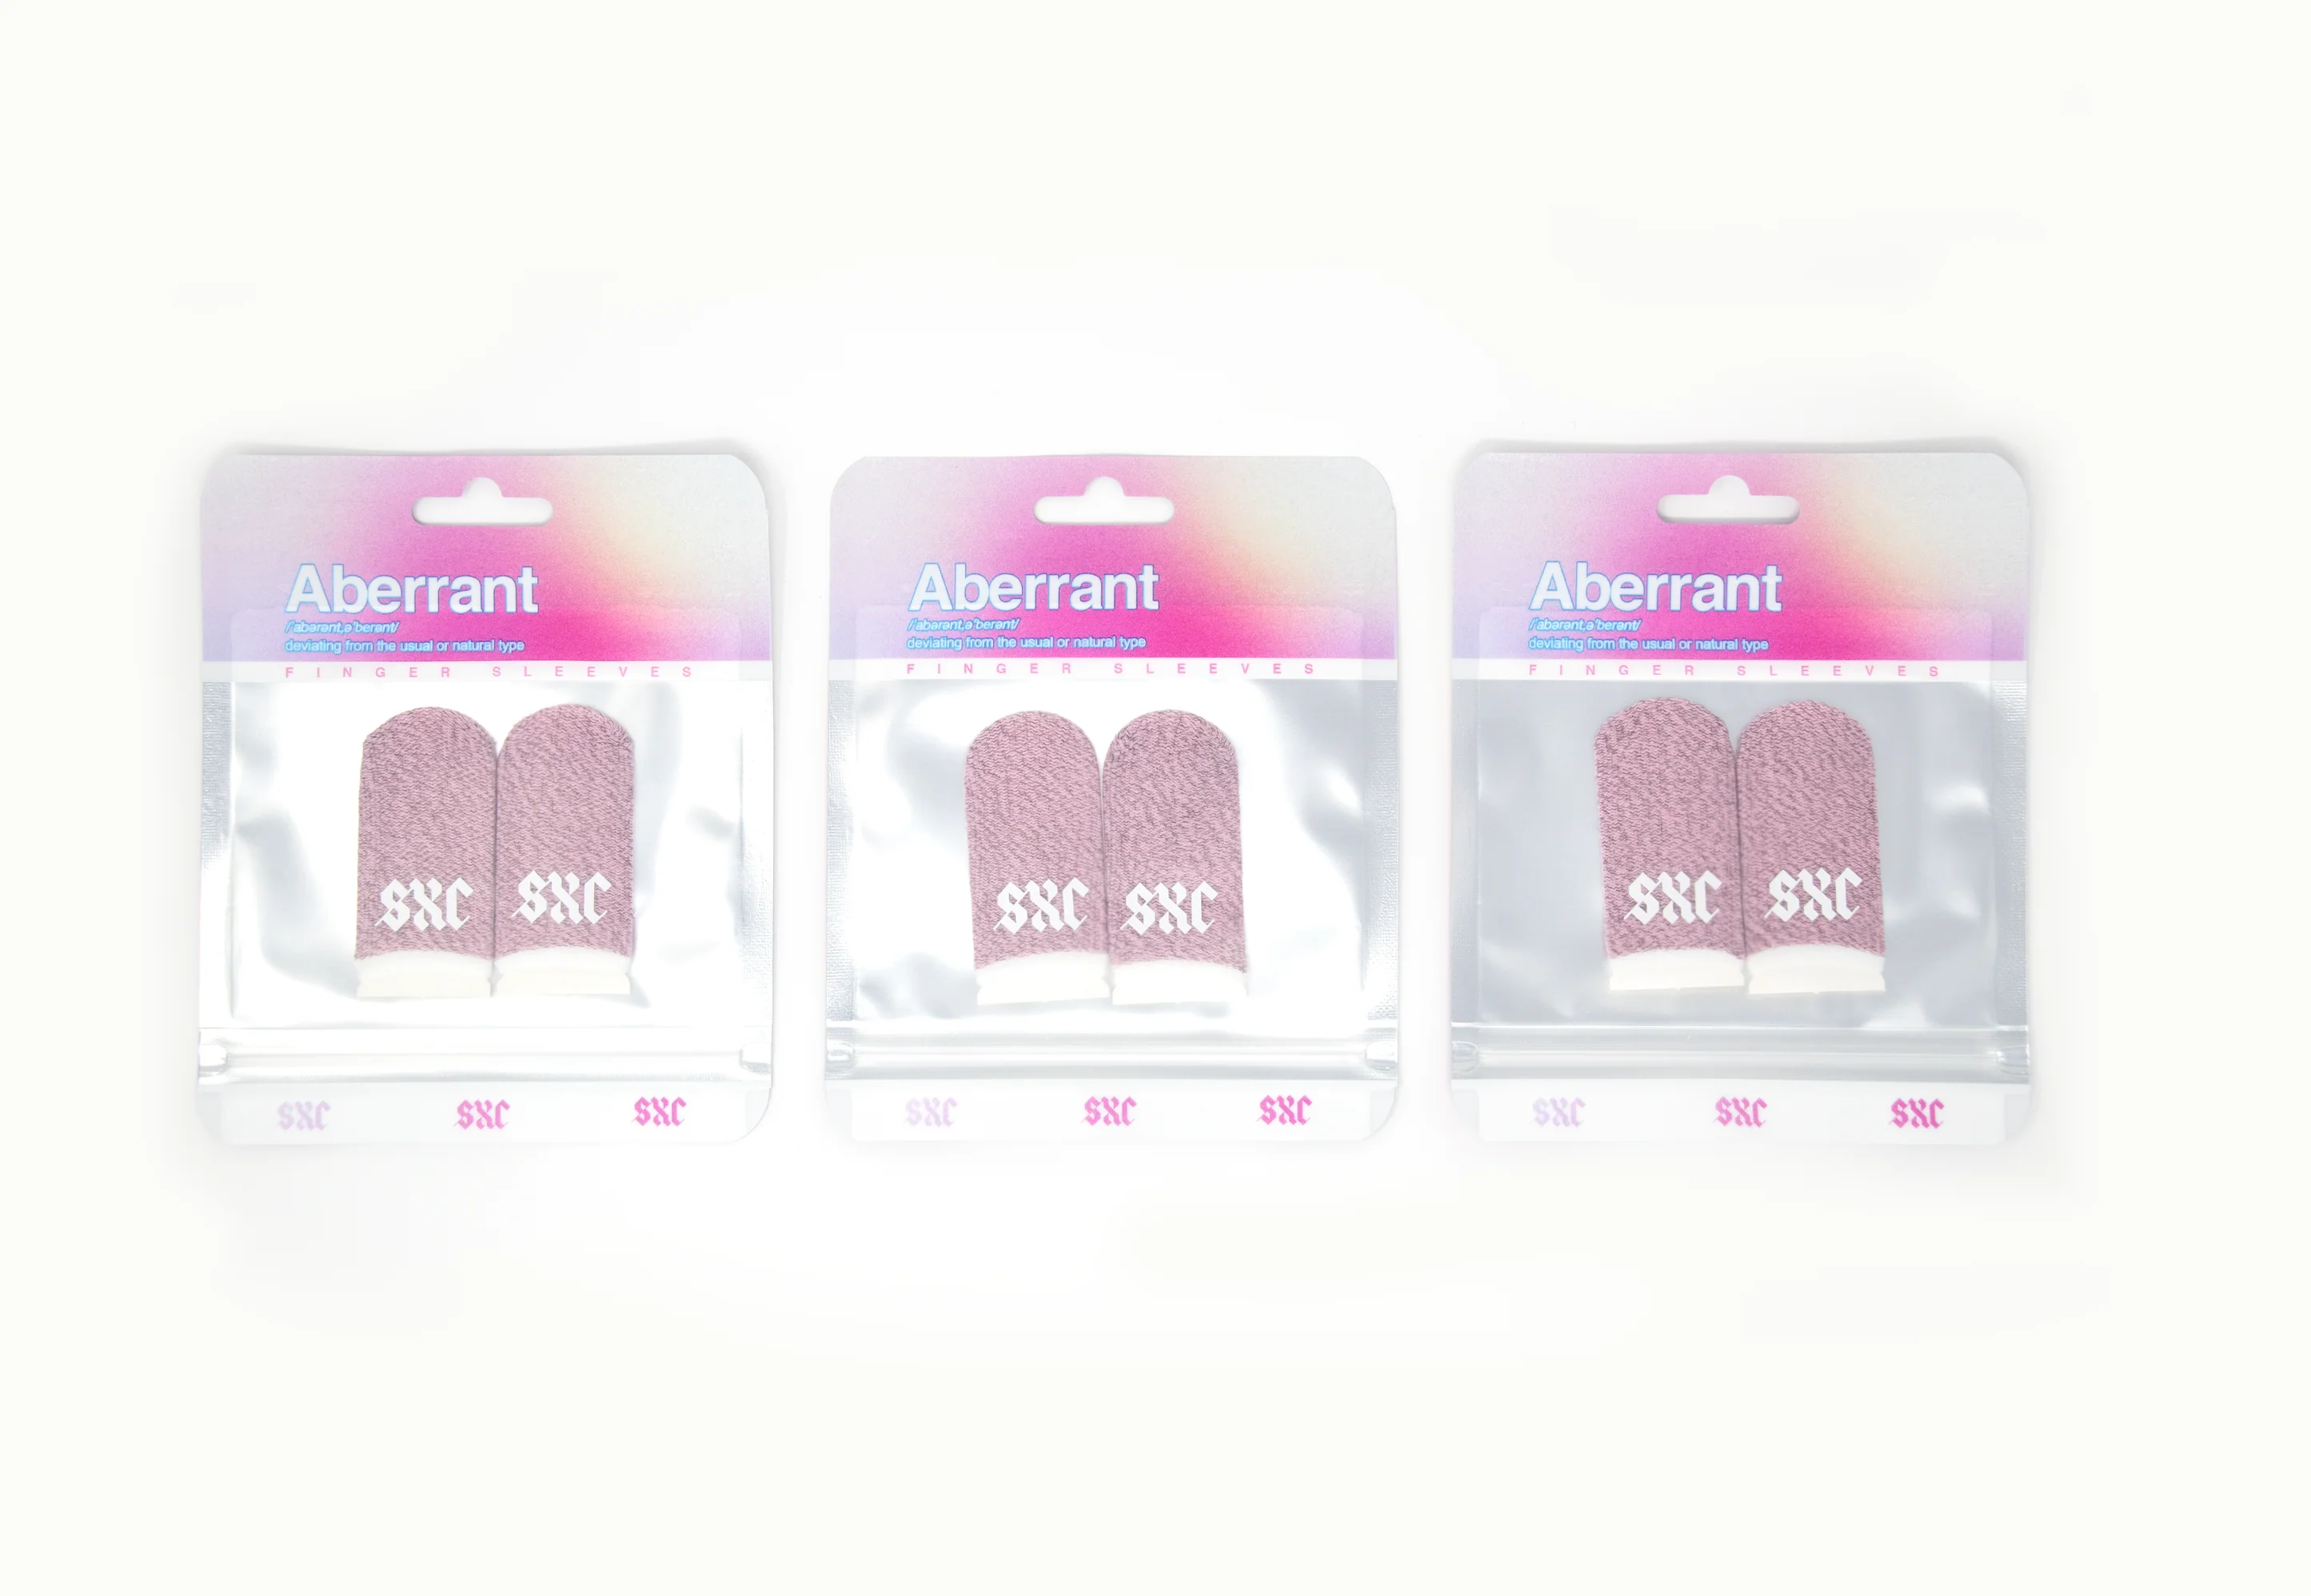 Aberrant
/ˈabərənt,əˈberənt/
deviating from the usual or natural type
FINGER SLEEVES
SXC SXC
SXC SXC SXC
Aberrant
/ˈabərənt,əˈberənt/
deviating from the usual or natural type
FINGER SLEEVES
SXC SXC
SXC SXC SXC
Aberrant
/ˈabərənt,əˈberənt/
deviating from the usual or natural type
FINGER SLEEVES
SXC SXC
SXC SXC SXC